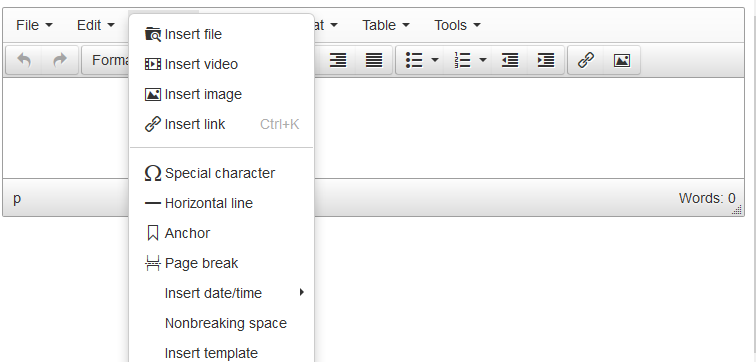 File Edit at Table Tools
Insert file
Forma
Insert video
Insert image
Insert link Ctrl+K
Special character
p Horizontal line Words: 0
Anchor
Page break
Insert date/time
Nonbreaking space
Insert template